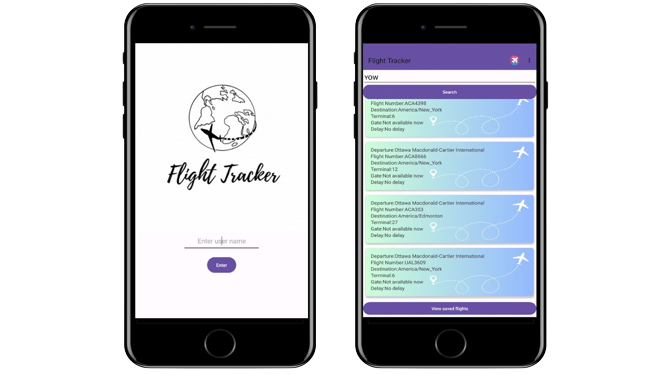 Flight Tracker
Enter user name
Enter
Flight Tracker
YOW
Search
Flight Number:ACA4398
Destination:America/New_York
Terminal:6
Gate:Not available now
Delay:No delay
Departure:Ottawa Macdonald-Cartier International
Flight Number:ACA8666
Destination:America/New_York
Terminal:12
Gate:Not available now
Delay:No delay
Departure:Ottawa Macdonald-Cartier International
Flight Number:ACA353
Destination:America/Edmonton
Terminal:27
Gate:Not available now
Delay:No delay
Departure:Ottawa Macdonald-Cartier International
Flight Number:UAL3609
Destination:America/New_York
Terminal:6
Gate:Not available now
Delay:No delay
View saved flights